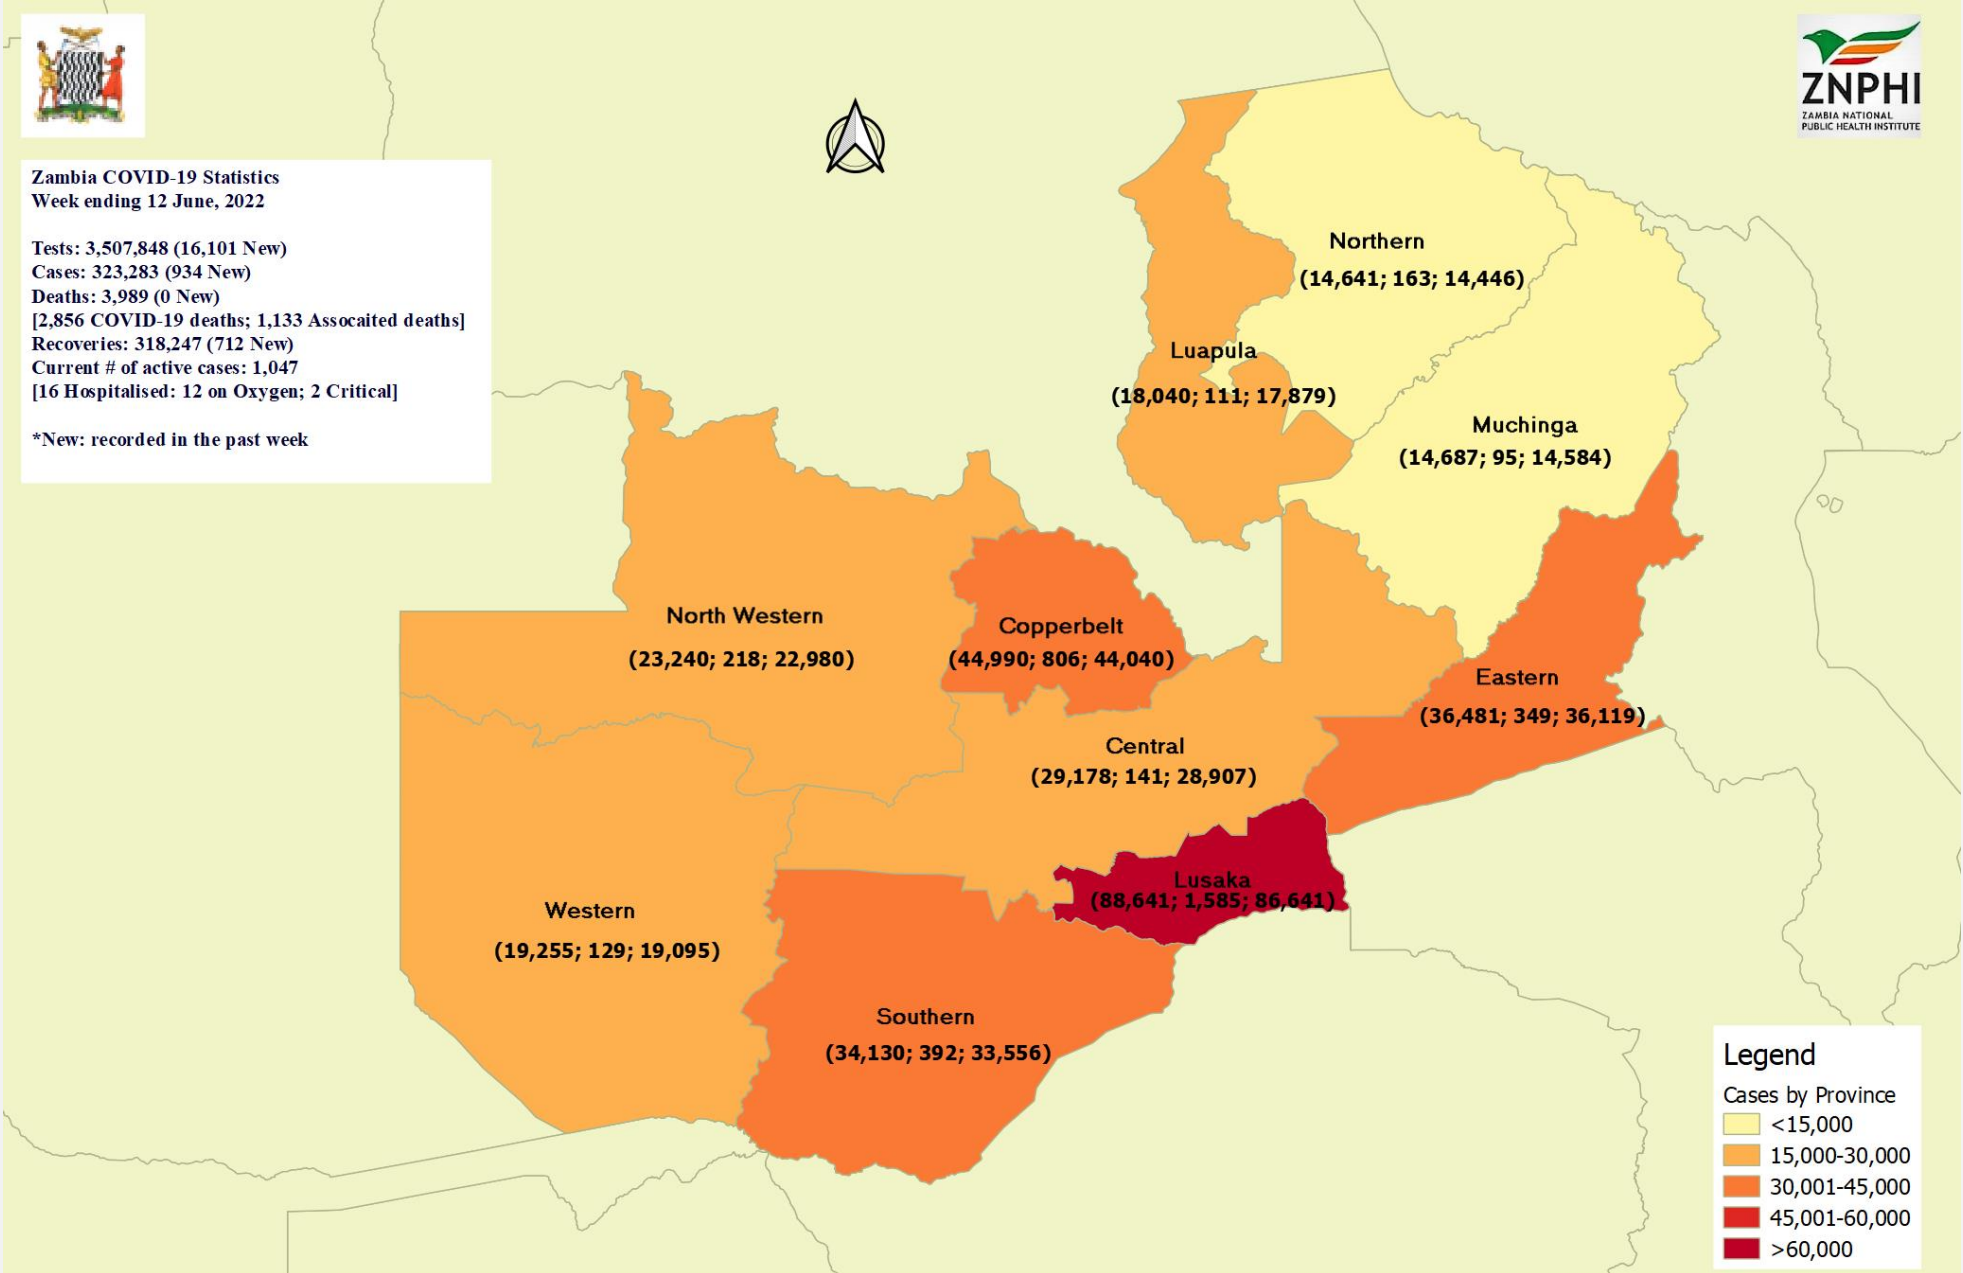 ZNPHI
ZAMBIA NATIONAL
PUBLIC HEALTH INSTITUTE
Zambia COVID-19 Statistics
Week ending 12 June, 2022
Tests: 3,507,848 (16,101 New)
Cases: 323,283 (934 New)
Deaths: 3,989 (0 New)
[2,856 COVID-19 deaths; 1,133 Assocaited deaths]
Recoveries: 318,247 (712 New)
Current # of active cases: 1,047
[16 Hospitalised: 12 on Oxygen; 2 Critical]
*New: recorded in the past week
Northern
(14,641; 163; 14,446)
Luapula
(18,040; 111; 17,879)
Muchinga
(14,687; 95; 14,584)
North Western
(23,240; 218; 22,980)
Copperbelt
(44,990; 806; 44,040)
Eastern
(36,481; 349; 36,119)
Central
(29,178; 141; 28,907)
Lusaka
(88,641; 1,585; 86,641)
Western
(19,255; 129; 19,095)
Southern
(34,130; 392; 33,556)
Legend
Cases by Province
<15,000
15,000-30,000
30,001-45,000
45,001-60,000
>60,000